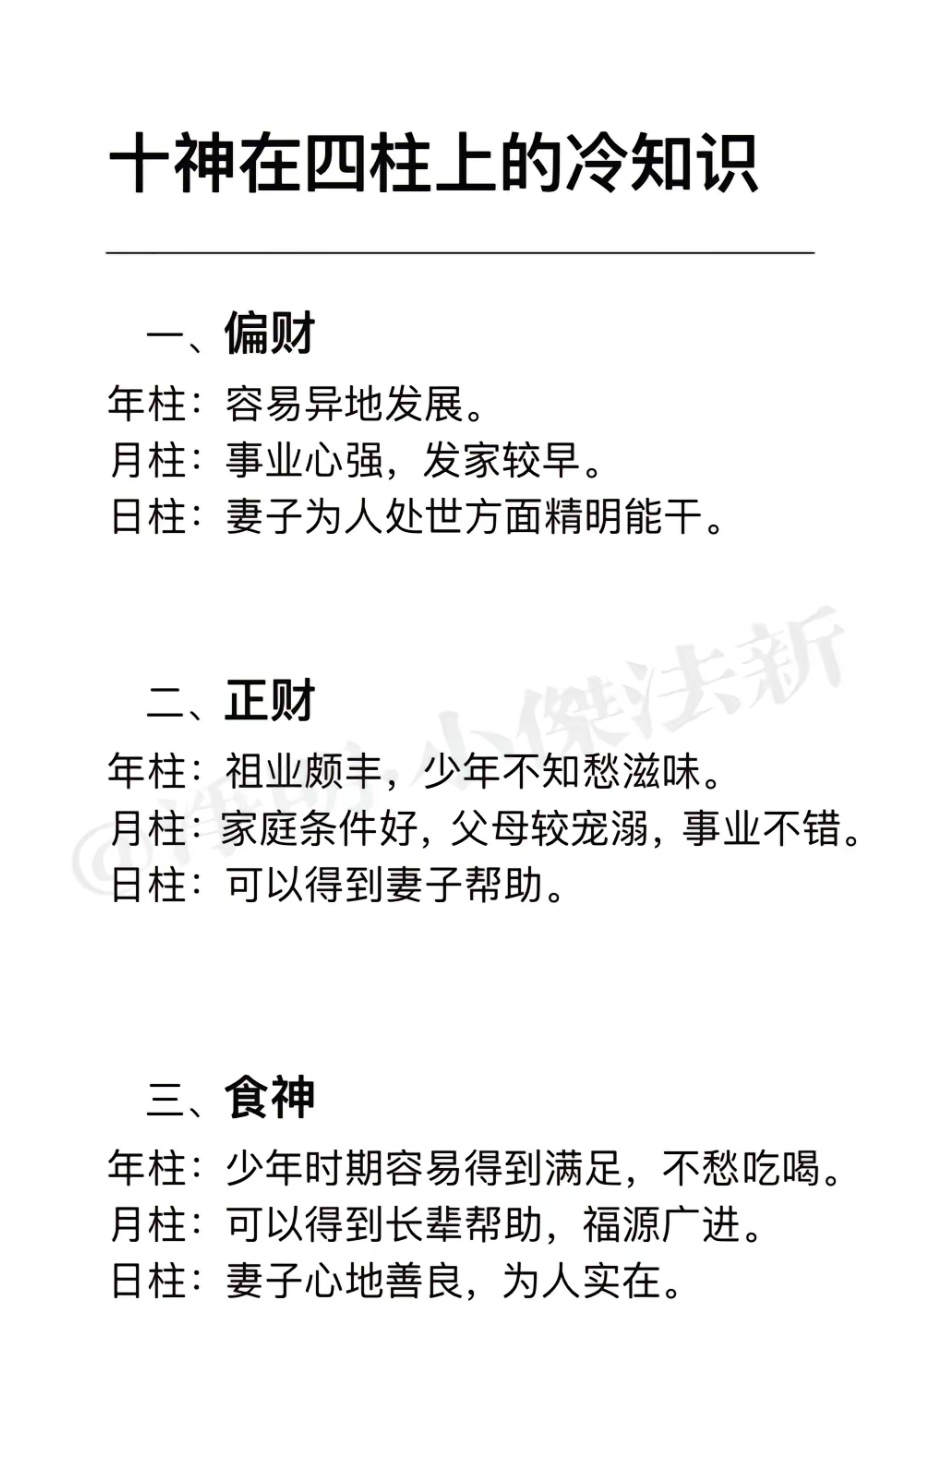 十神在四柱上的冷知识
一、偏财
年柱：容易异地发展。
月柱：事业心强，发家较早。
日柱：妻子为人处世方面精明能干。
二、正财
年柱：祖业颇丰，少年不知愁滋味。
月柱：家庭条件好，父母较宠溺，事业不错。
日柱：可以得到妻子帮助。
三、食神
年柱：少年时期容易得到满足，不愁吃喝。
月柱：可以得到长辈帮助，福源广进。
日柱：妻子心地善良，为人实在。
小傑法新